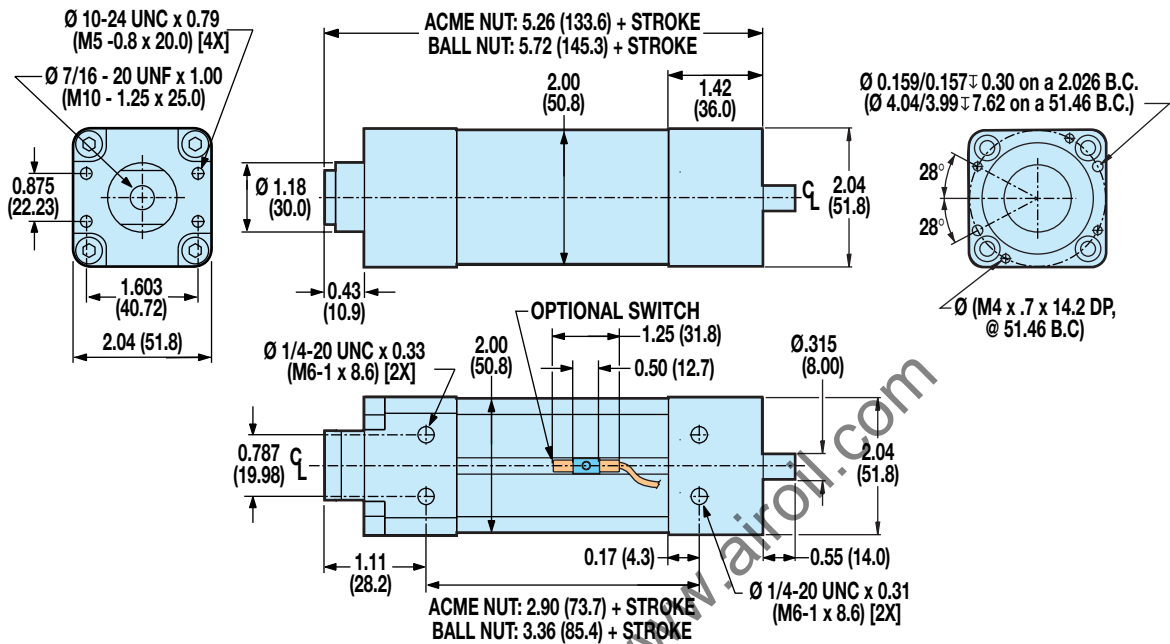 Ø 10-24 UNC x 0.79
(M5 -0.8 x 20.0) [4X]
Ø 7/16 - 20 UNF x 1.00
(M10 - 1.25 x 25.0)
0.875
(22.23)
1.603
(40.72)
2.04 (51.8)
ACME NUT: 5.26 (133.6) + STROKE
BALL NUT: 5.72 (145.3) + STROKE
2.00
(50.8)
1.42
(36.0)
Ø 1.18
(30.0)
CL
2.04
(51.8)
0.43
(10.9)
Ø 0.159/0.157↧0.30 on a 2.026 B.C.
(Ø 4.04/3.99↧7.62 on a 51.46 B.C.)
28°
28°
Ø (M4 x .7 x 14.2 DP,
@ 51.46 B.C)
OPTIONAL SWITCH
1.25 (31.8)
0.50 (12.7)
Ø 1/4-20 UNC x 0.33
(M6-1 x 8.6) [2X]
2.00
(50.8)
Ø.315
(8.00)
0.787
(19.98)
CL
2.04
(51.8)
1.11
(28.2)
0.17 (4.3)
0.55 (14.0)
Ø 1/4-20 UNC x 0.31
(M6-1 x 8.6) [2X]
ACME NUT: 2.90 (73.7) + STROKE
BALL NUT: 3.36 (85.4) + STROKE
www.airoil.com